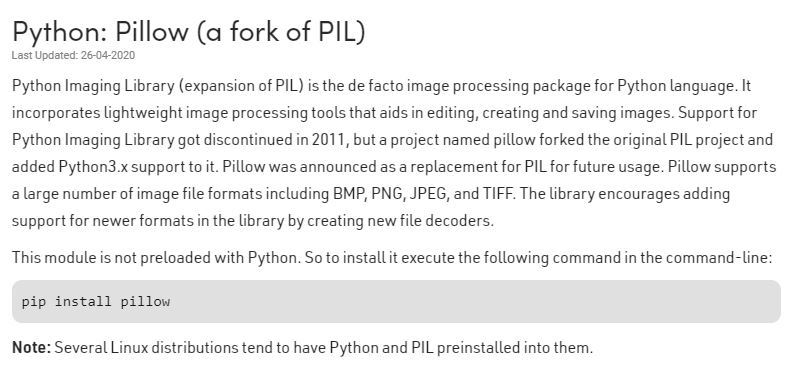 Python: Pillow (a fork of PIL)
Last Updated: 26-04-2020
Python Imaging Library (expansion of PIL) is the de facto image processing package for Python language. It
incorporates lightweight image processing tools that aids in editing, creating and saving images. Support for
Python Imaging Library got discontinued in 2011, but a project named pillow forked the original PIL project and
added Python3.x support to it. Pillow was announced as a replacement for PIL for future usage. Pillow supports
a large number of image file formats including BMP, PNG, JPEG, and TIFF. The library encourages adding
support for newer formats in the library by creating new file decoders.
This module is not preloaded with Python. So to install it execute the following command in the command-line:
pip install pillow
Note: Several Linux distributions tend to have Python and PIL preinstalled into them.